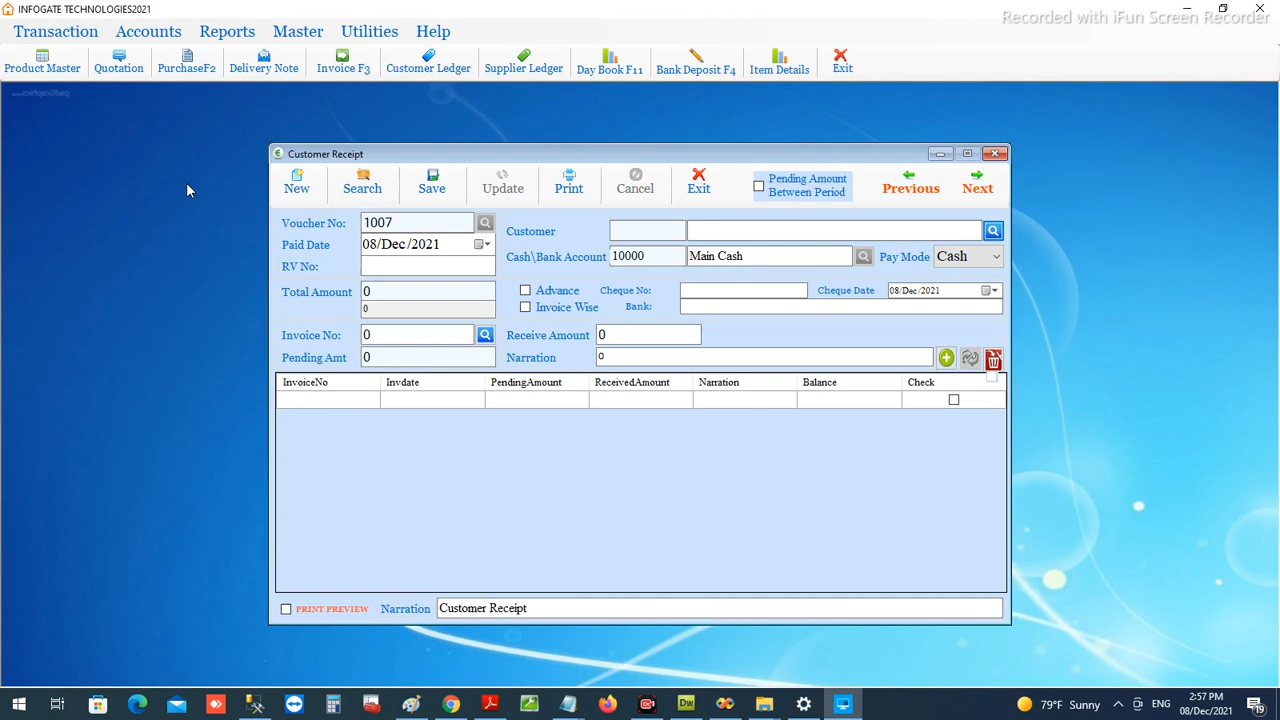 INFOGATE TECHNOLOGIES2021
Recorded with iFun Screen Recorder
Transaction Accounts Reports Master Utilities Help
Product Master Quotation PurchaseF2 Delivery Note Invoice F3 Customer Ledger Supplier Ledger Day Book F11 Bank Deposit F4 Item Details Exit
Customer Receipt
New Search Save Update Print Cancel Exit Pending Amount Between Period Previous Next
Voucher No: 1007 Customer
Paid Date 08/Dec/2021 Cash\Bank Account 10000 Main Cash Pay Mode Cash
RV No:
Total Amount 0 Advance Cheque No: Cheque Date 08/Dec/2021
0 Invoice Wise Bank:
Invoice No: 0 Receive Amount 0
Pending Amt 0 Narration 0
InvoiceNo Invdate PendingAmount ReceivedAmount Narration Balance Check
PRINT PREVIEW Narration Customer Receipt
79°F Sunny ENG 2:57 PM
08/Dec/2021 19